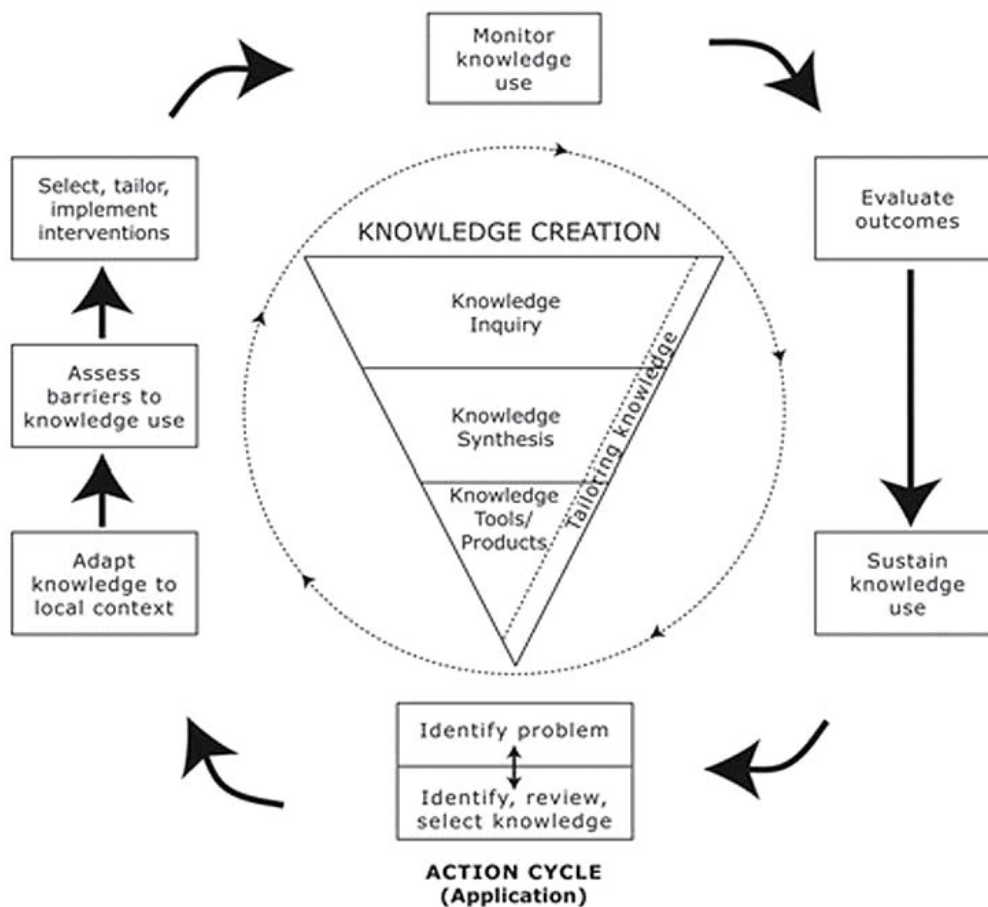 Monitor
knowledge
use
Select, tailor,
implement
interventions
Evaluate
outcomes
KNOWLEDGE CREATION
Knowledge
Inquiry
Tailoring knowledge
Assess
barriers to
knowledge use
Knowledge
Synthesis
Knowledge
Tools/
Products
Adapt
knowledge to
local context
Sustain
knowledge
use
Identify problem
Identify, review,
select knowledge
ACTION CYCLE
(Application)